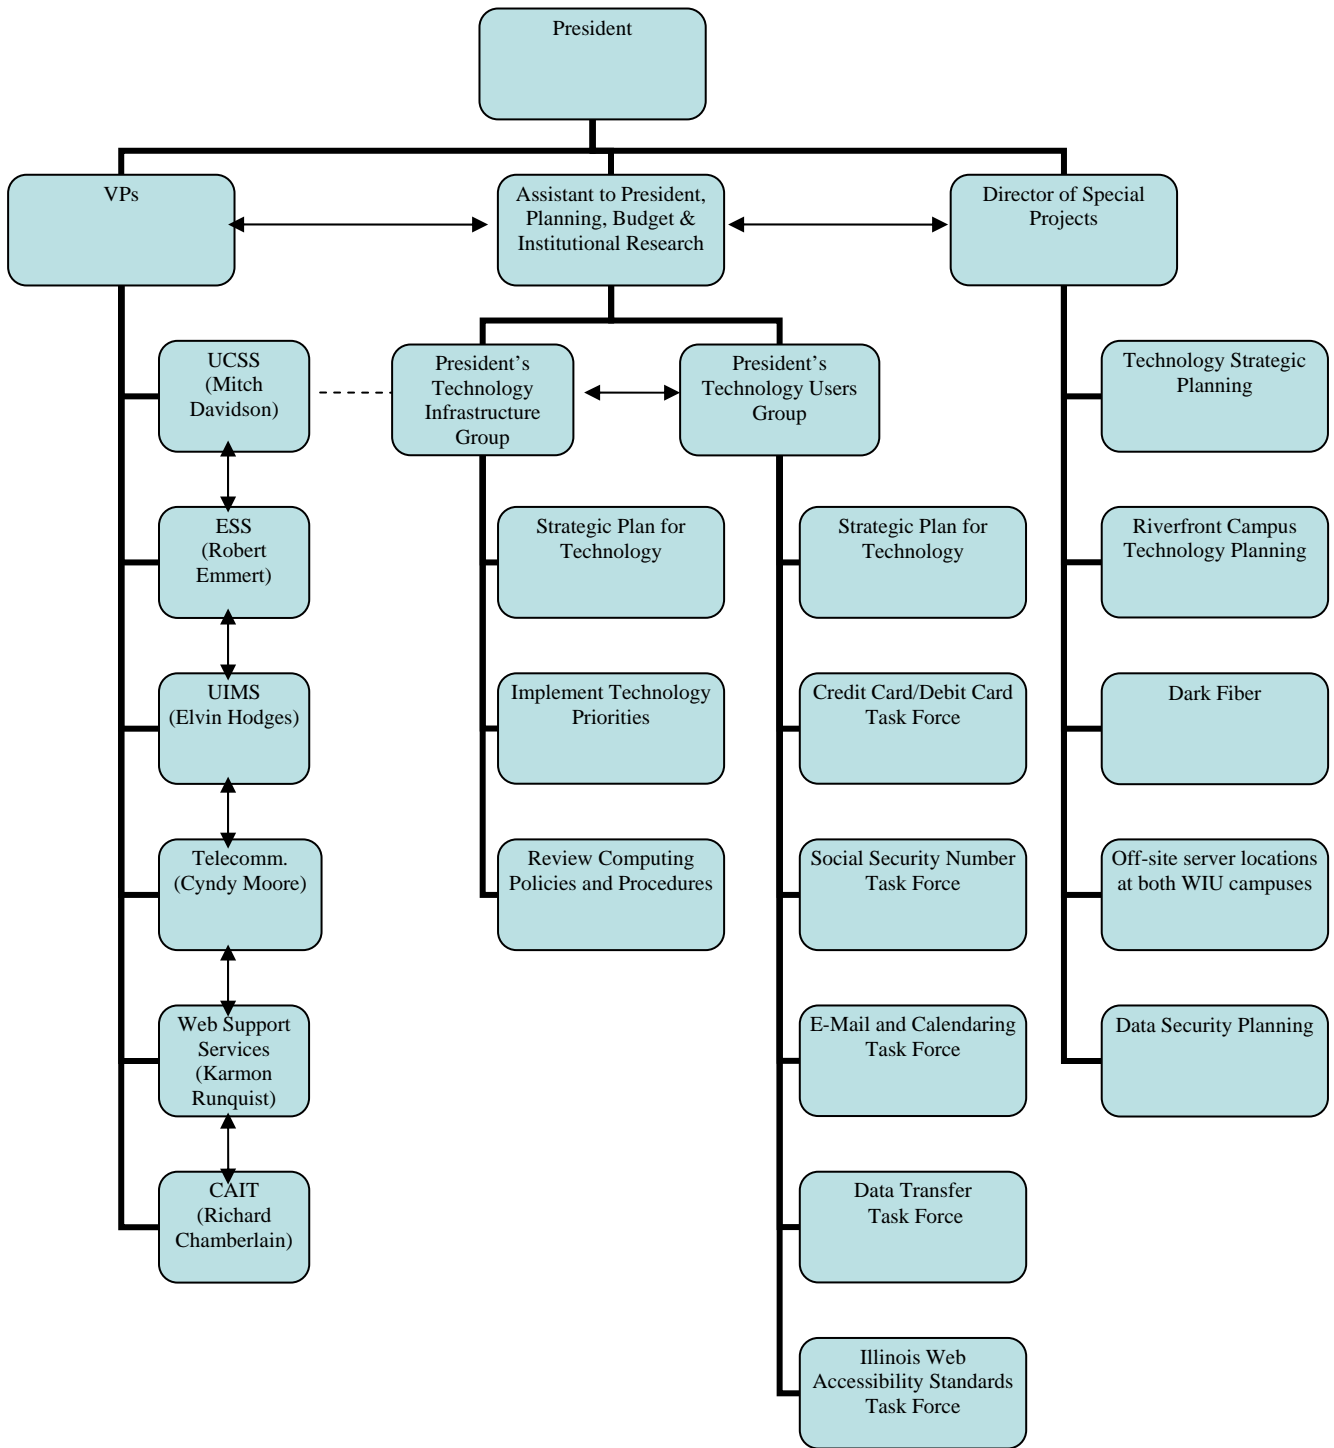 President
VPs
Assistant to President,
Planning, Budget &
Institutional Research
Director of Special
Projects
UCSS
(Mitch
Davidson)
President's
Technology
Infrastructure
Group
President's
Technology Users
Group
Technology Strategic
Planning
ESS
(Robert
Emmert)
Strategic Plan for
Technology
Strategic Plan for
Technology
Riverfront Campus
Technology Planning
UIMS
(Elvin Hodges)
Implement Technology
Priorities
Credit Card/Debit Card
Task Force
Dark Fiber
Telecomm.
(Cyndy Moore)
Review Computing
Policies and Procedures
Social Security Number
Task Force
Off-site server locations
at both WIU campuses
Web Support
Services
(Karmon
Runquist)
E-Mail and Calendaring
Task Force
Data Security Planning
CAIT
(Richard
Chamberlain)
Data Transfer
Task Force
Illinois Web
Accessibility Standards
Task Force